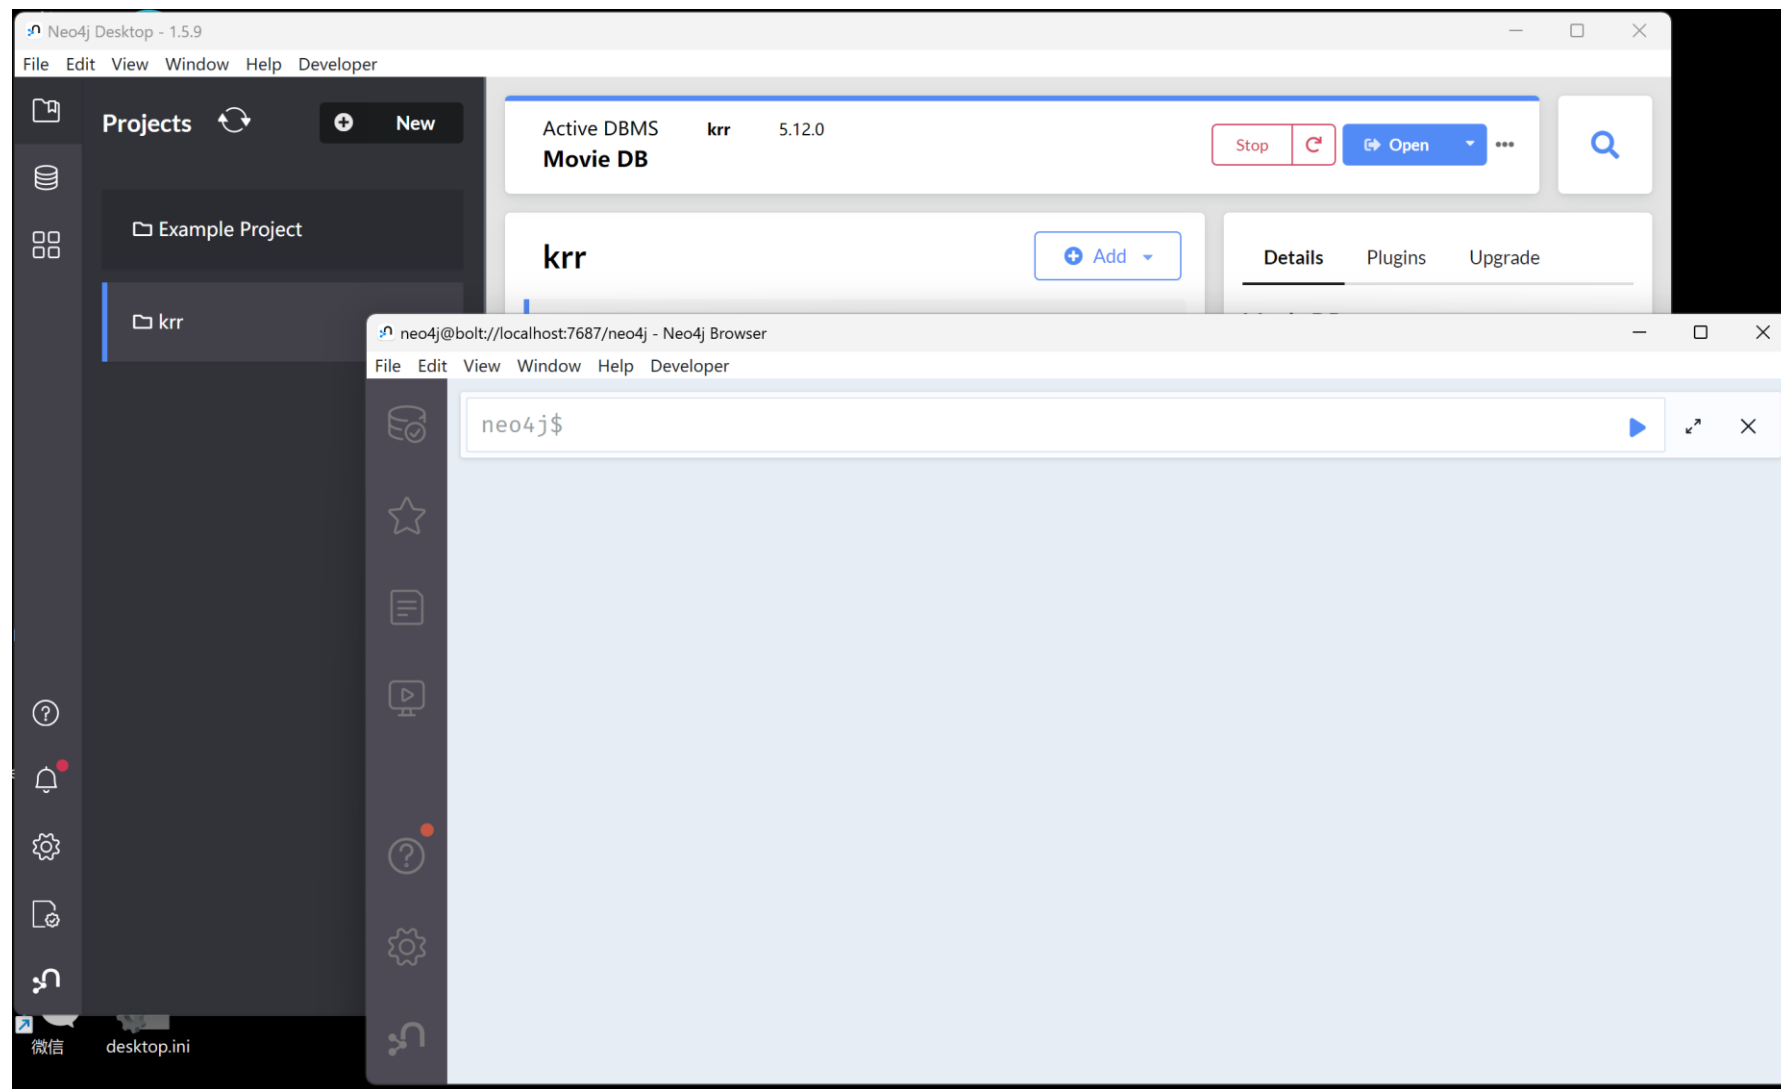 Neo4j Desktop - 1.5.9
File Edit View Window Help Developer
Projects
New
Active DBMS krr 5.12.0
Movie DB
Stop
Open
Example Project
krr
krr
Add
Details Plugins Upgrade
neo4j@bolt://localhost:7687/neo4j - Neo4j Browser
File Edit View Window Help Developer
neo4j$
微信
desktop.ini